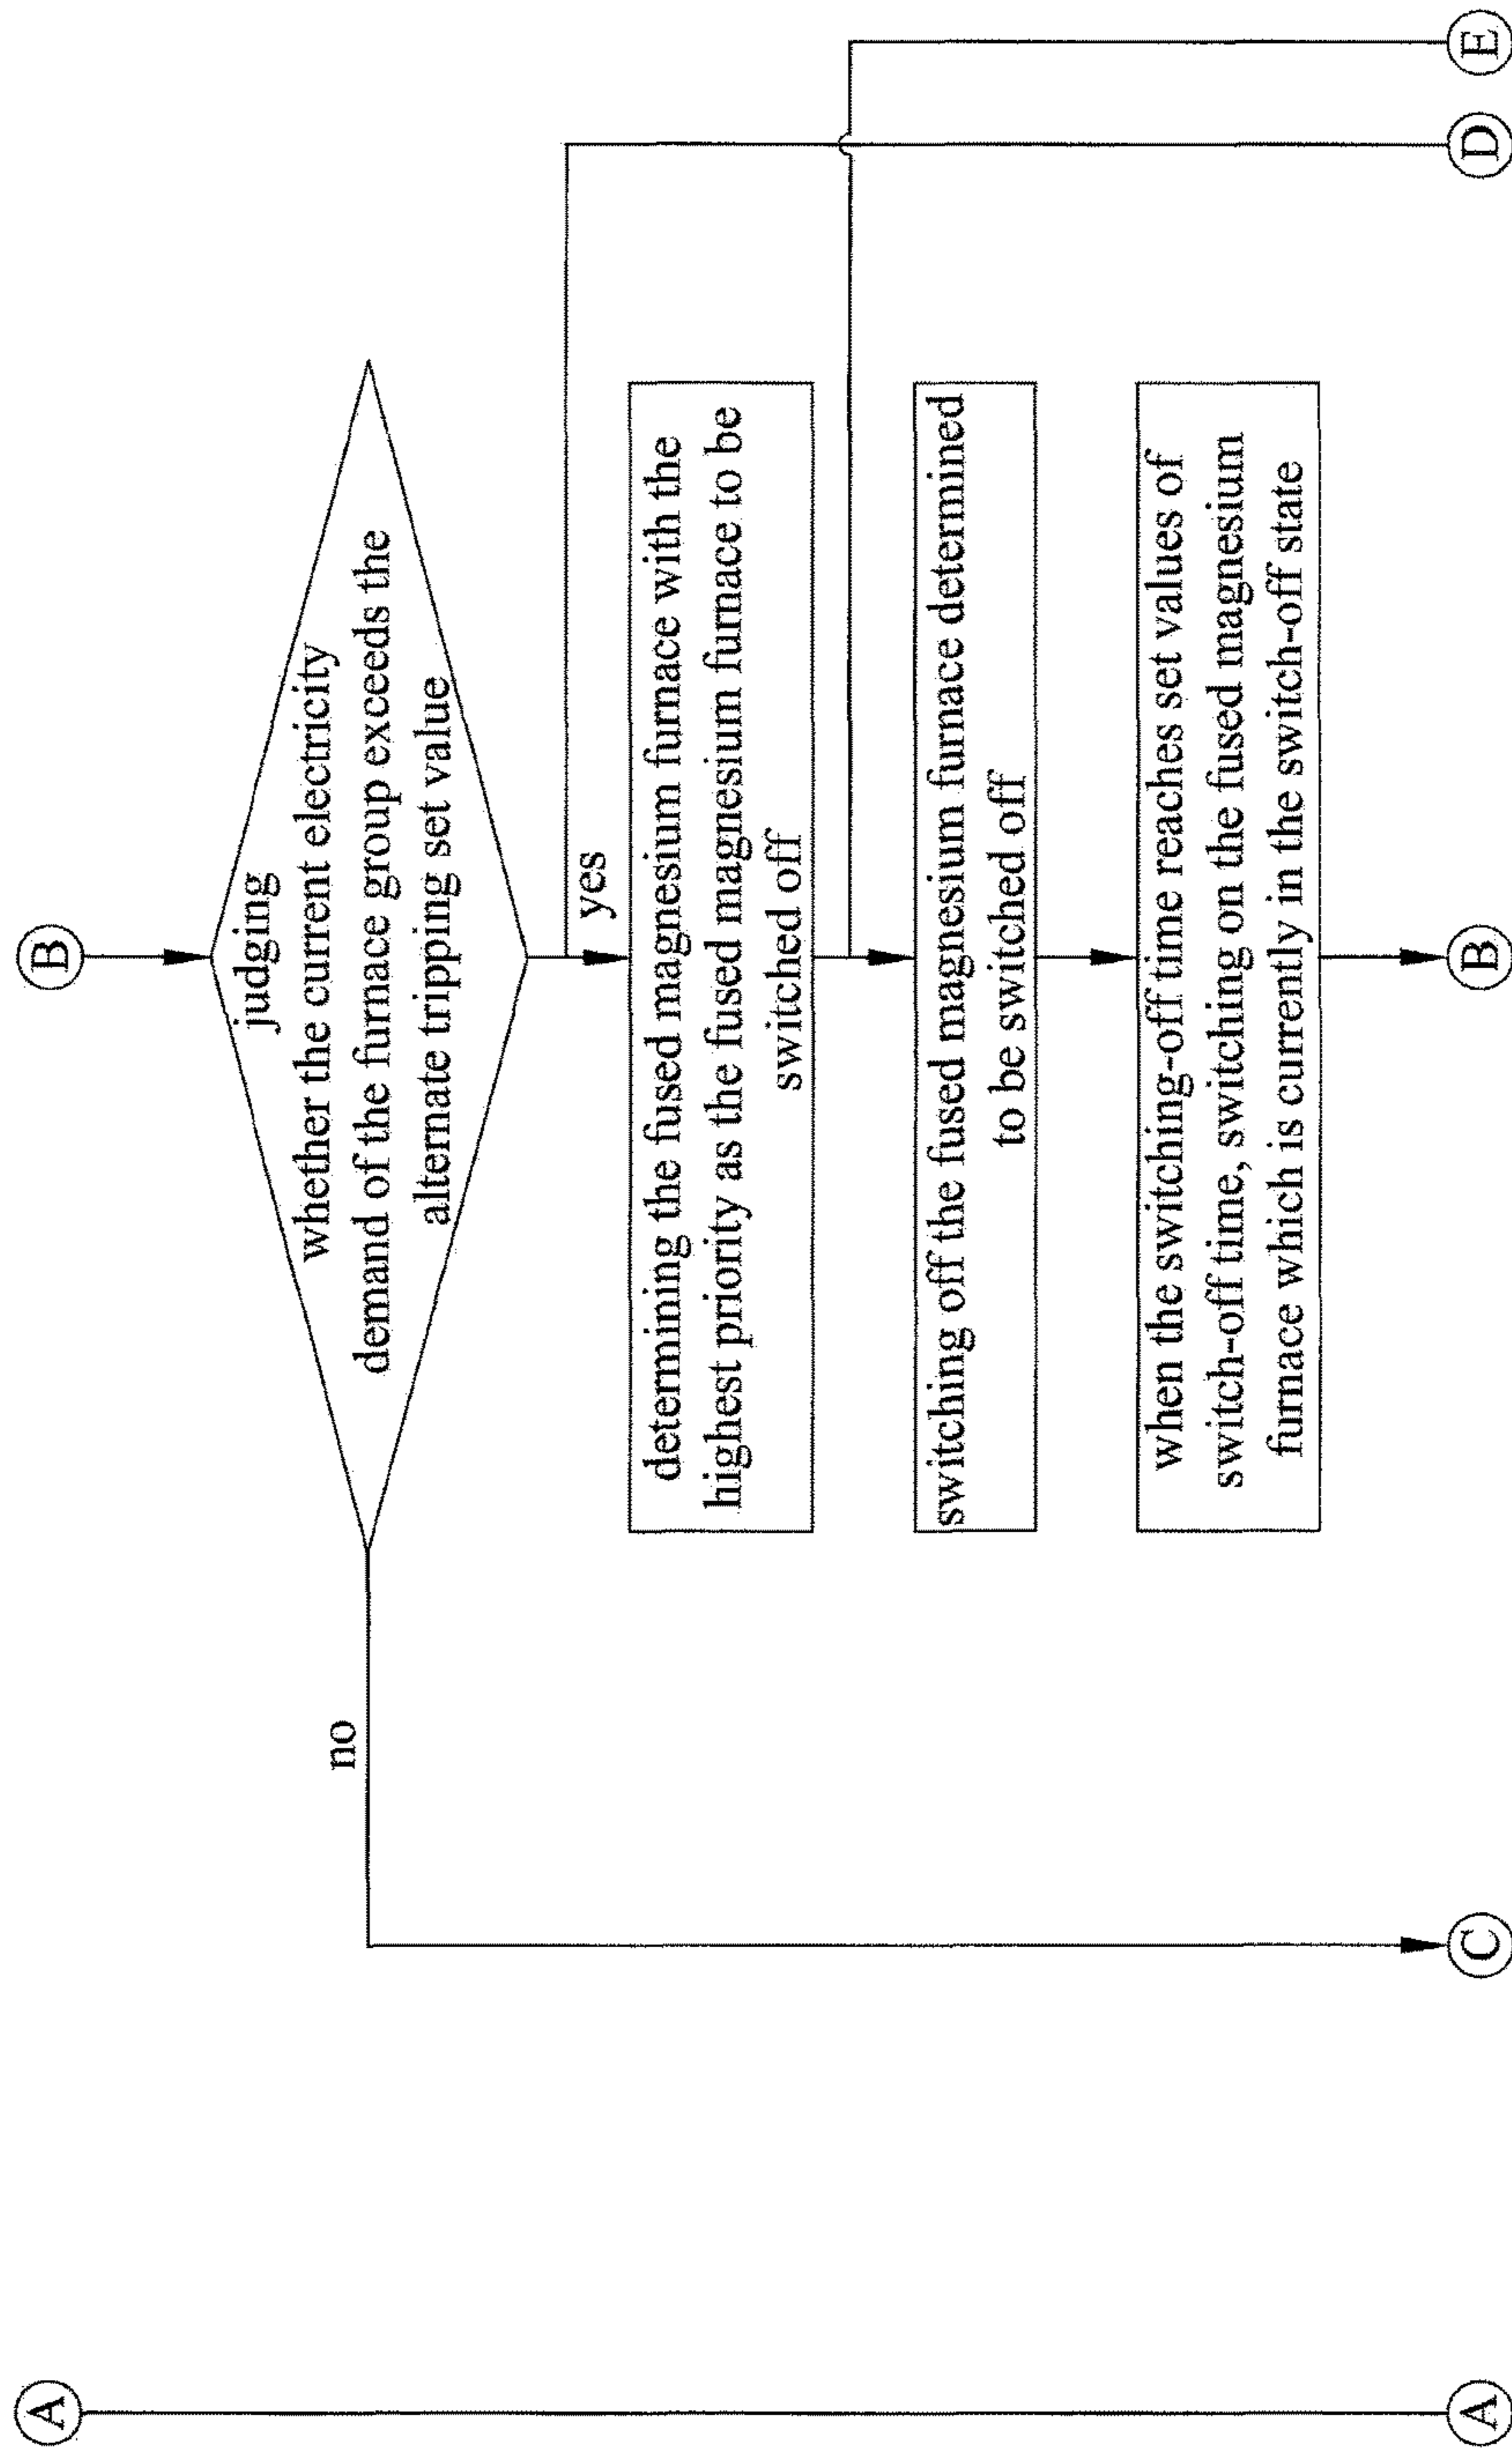 A
B
judging
whether the current electricity
demand of the furnace group exceeds the
alternate tripping set value
no
yes
determining the fused magnesium furnace with the
highest priority as the fused magnesium furnace to be
switched off
switching off the fused magnesium furnace determined
to be switched off
when the switching-off time reaches set values of
switch-off time, switching on the fused magnesium
furnace which is currently in the switch-off state
A
C
B
D
E